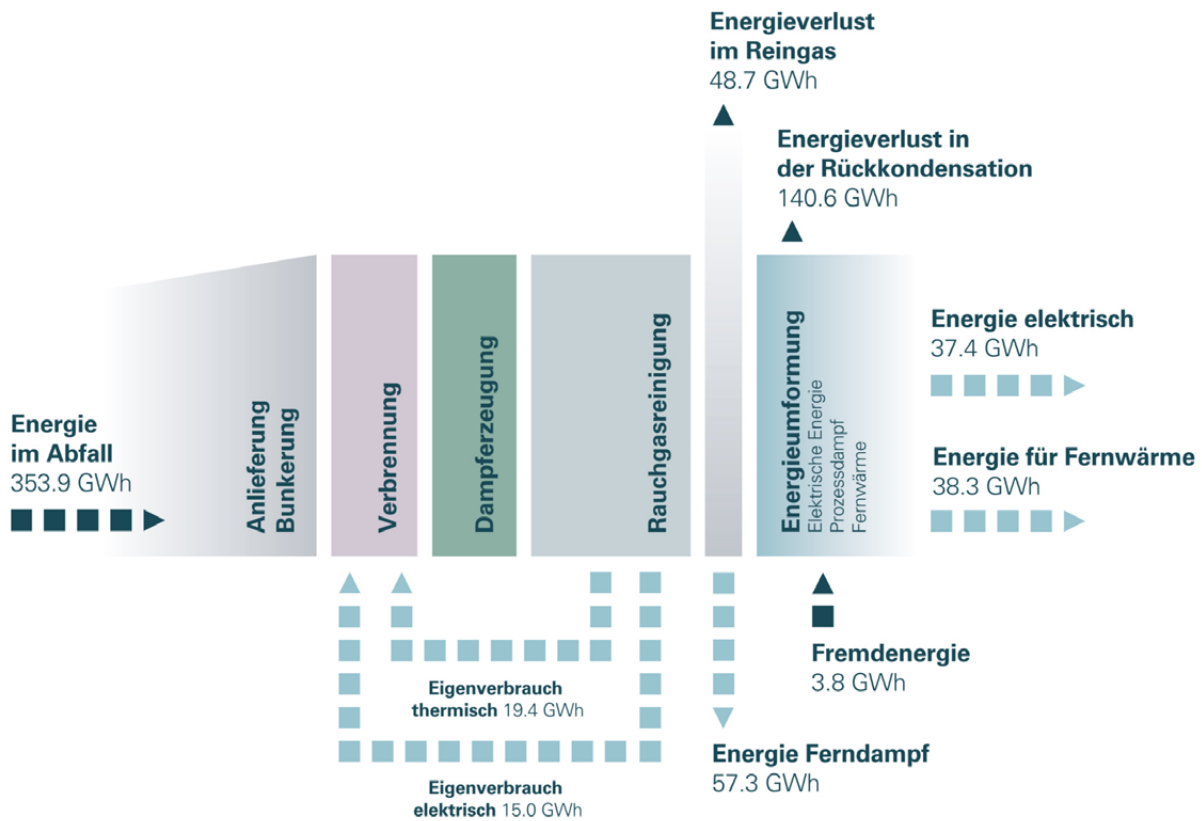 Energieverlust
im Reingas
48.7 GWh
Energieverlust in
der Rückkondensation
140.6 GWh
Energie
im Abfall
353.9 GWh
Anlieferung
Bunkerung
Verbrennung
Dampferzeugung
Rauchgasreinigung
Energieumformung
Elektrische Energie
Prozessdampf
Fernwärme
Energie elektrisch
37.4 GWh
Energie für Fernwärme
38.3 GWh
Fremdenergie
3.8 GWh
Eigenverbrauch
thermisch 19.4 GWh
Energie Ferndampf
57.3 GWh
Eigenverbrauch
elektrisch 15.0 GWh